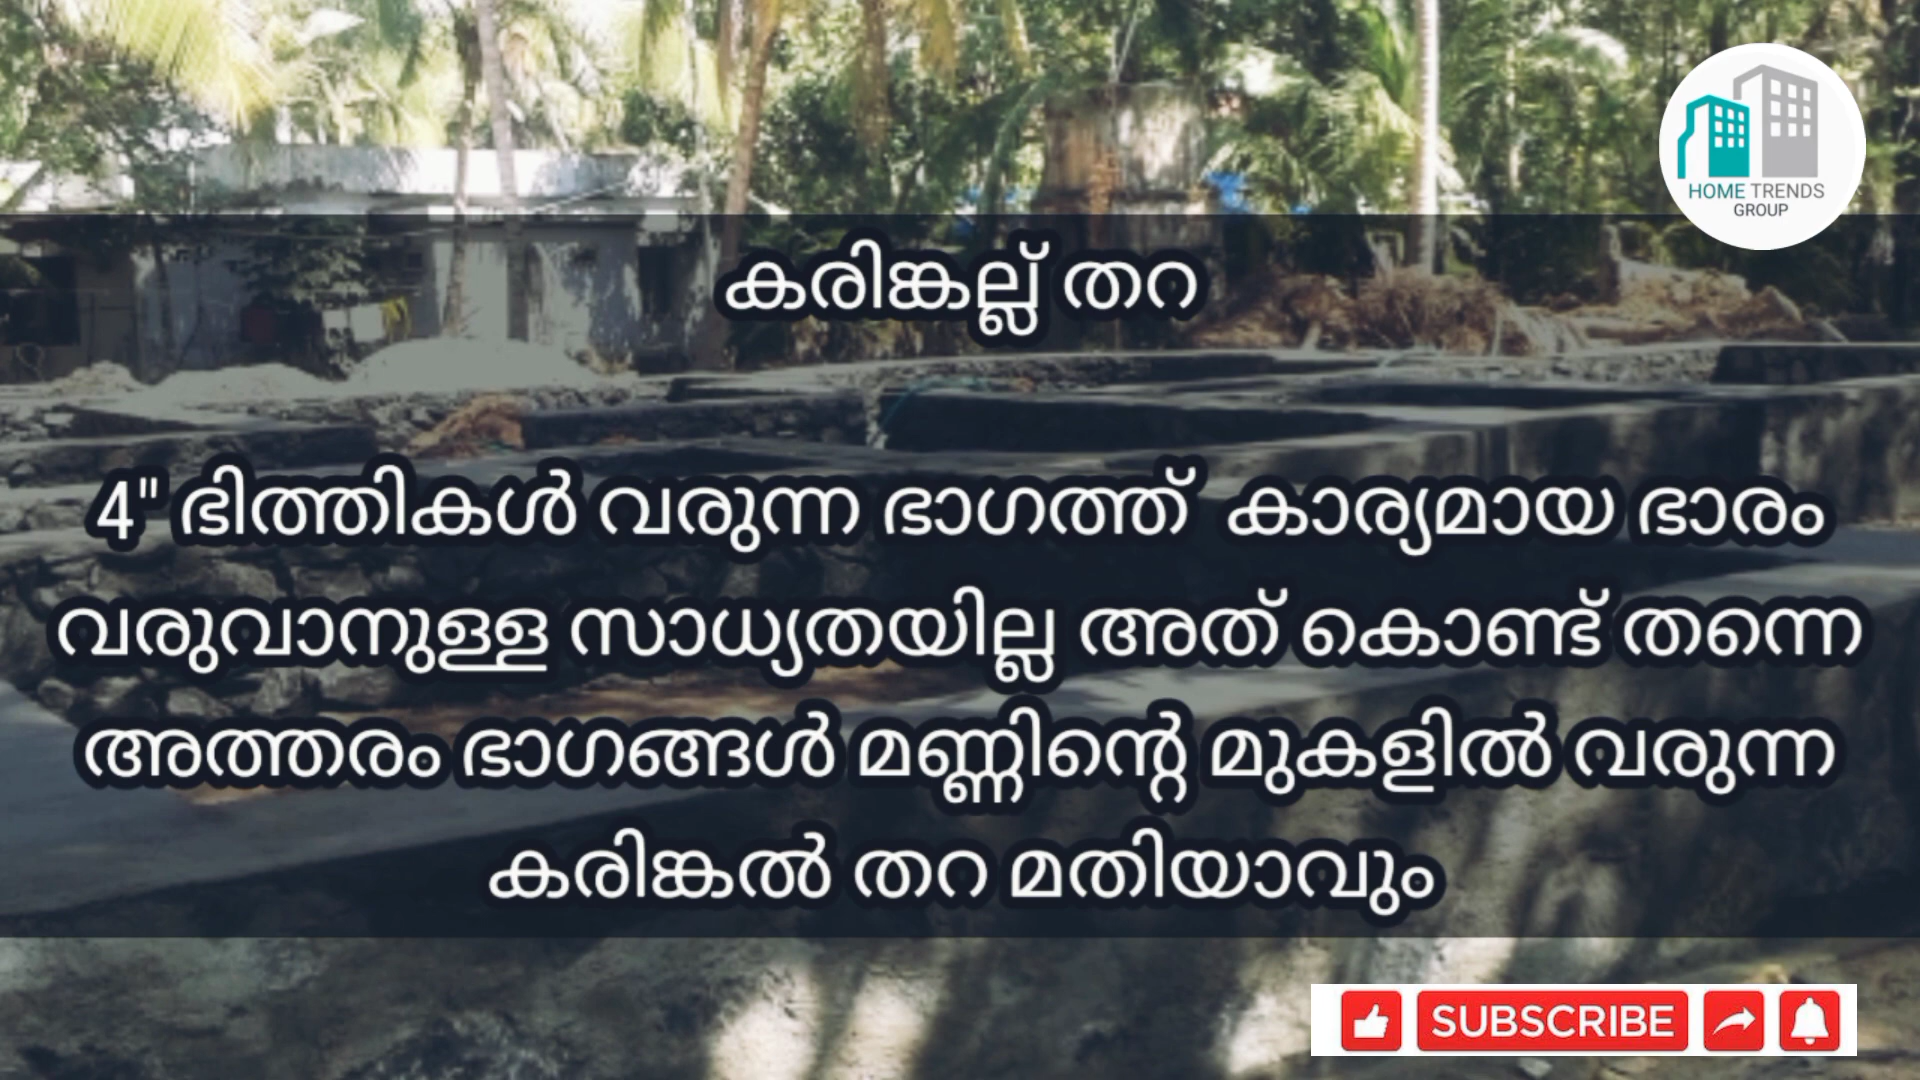 HOME TRENDS
GROUP
കരിങ്കല്ല് തറ
4" ഭിത്തികൾ വരുന്ന ഭാഗത്ത് കാര്യമായ ഭാരം
വരുവാനുള്ള സാധ്യതയില്ല അത് കൊണ്ട് തന്നെ
അത്തരം ഭാഗങ്ങൾ മണ്ണിന്റെ മുകളിൽ വരുന്ന
കരിങ്കൽ തറ മതിയാവും
SUBSCRIBE